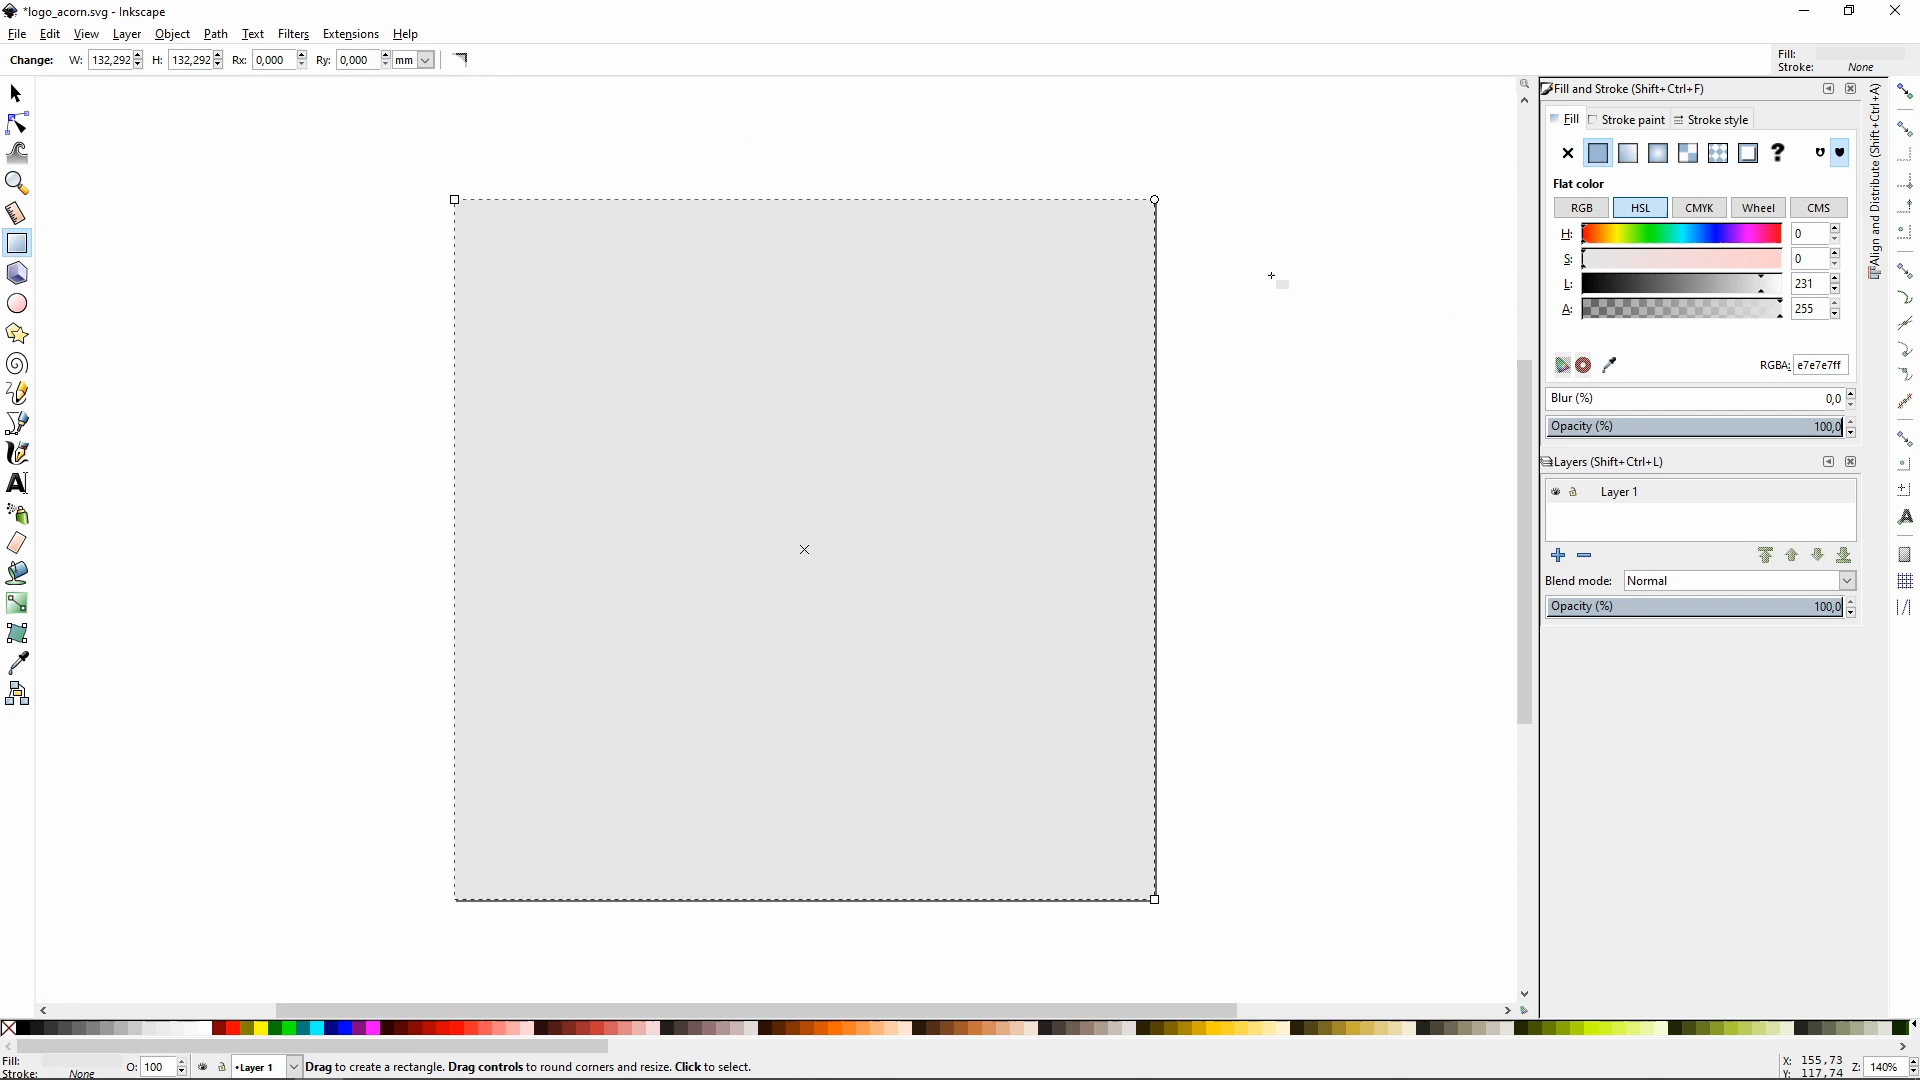 *logo_acorn.svg - Inkscape
File Edit View Layer Object Path Text Filters Extensions Help
Change: W: 132,292 H: 132,292 Rx: 0,000 Ry: 0,000 mm
Fill:
Stroke: None
Fill and Stroke (Shift+Ctrl+F)
Fill Stroke paint Stroke style
Flat color
RGB HSL CMYK Wheel CMS
H: 0
S: 0
L: 231
A: 255
RGBA: e7e7e7ff
Blur (%) 0,0
Opacity (%) 100,0
Layers (Shift+Ctrl+L)
Layer 1
Blend mode: Normal
Opacity (%) 100,0
Align and Distribute (Shift+Ctrl+A)
Fill:
Stroke: None
O: 100
•Layer 1
Drag to create a rectangle. Drag controls to round corners and resize. Click to select.
X: 155,73
Y: 117,74
Z: 140%